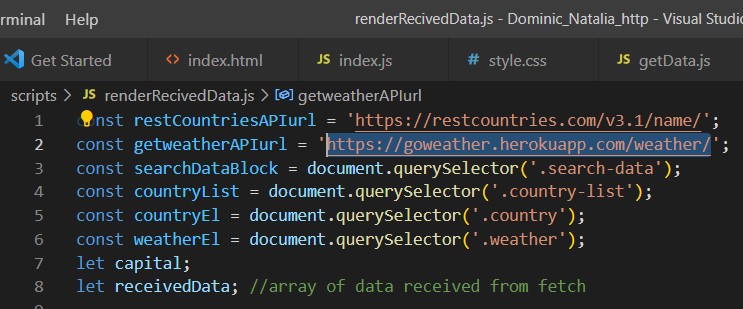 rminal Help renderRecivedData.js - Dominic_Natalia_http - Visual Studio
Get Started <> index.html JS index.js # style.css JS getData.js
scripts > JS renderRecivedData.js > getweatherAPIurl
1 const restCountriesAPIurl = 'https://restcountries.com/v3.1/name/';
2 const getweatherAPIurl = 'https://goweather.herokuapp.com/weather/';
3 const searchDataBlock = document.querySelector('.search-data');
4 const countryList = document.querySelector('.country-list');
5 const countryEl = document.querySelector('.country');
6 const weatherEl = document.querySelector('.weather');
7 let capital;
8 let receivedData; //array of data received from fetch